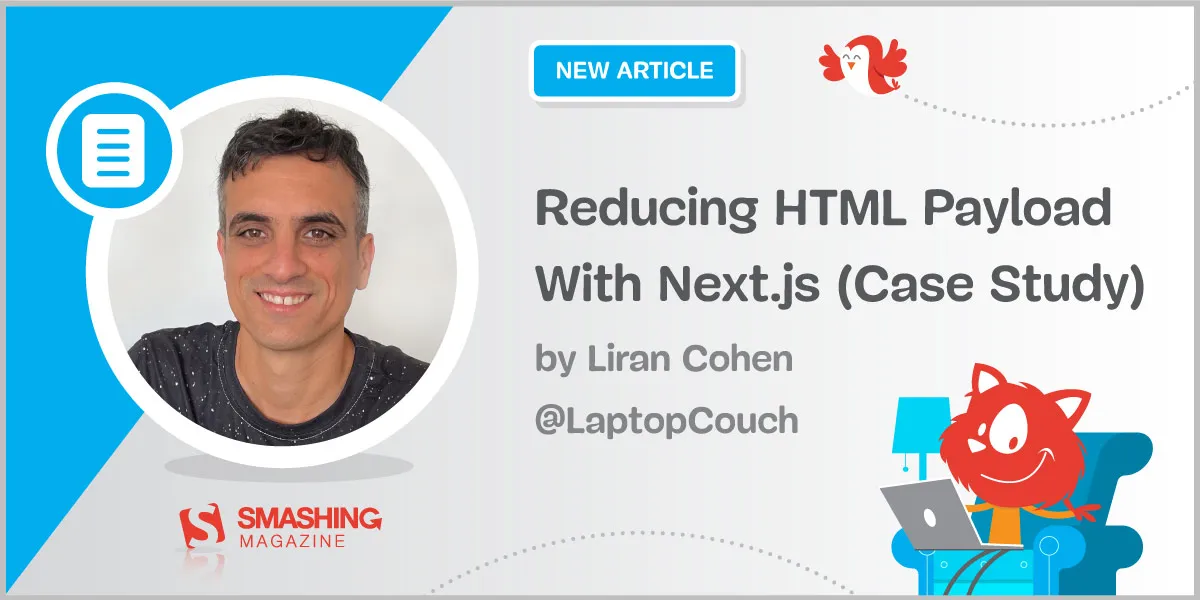 NEW ARTICLE
Reducing HTML Payload
With Next.js (Case Study)
by Liran Cohen
@LaptopCouch
SMASHING
MAGAZINE